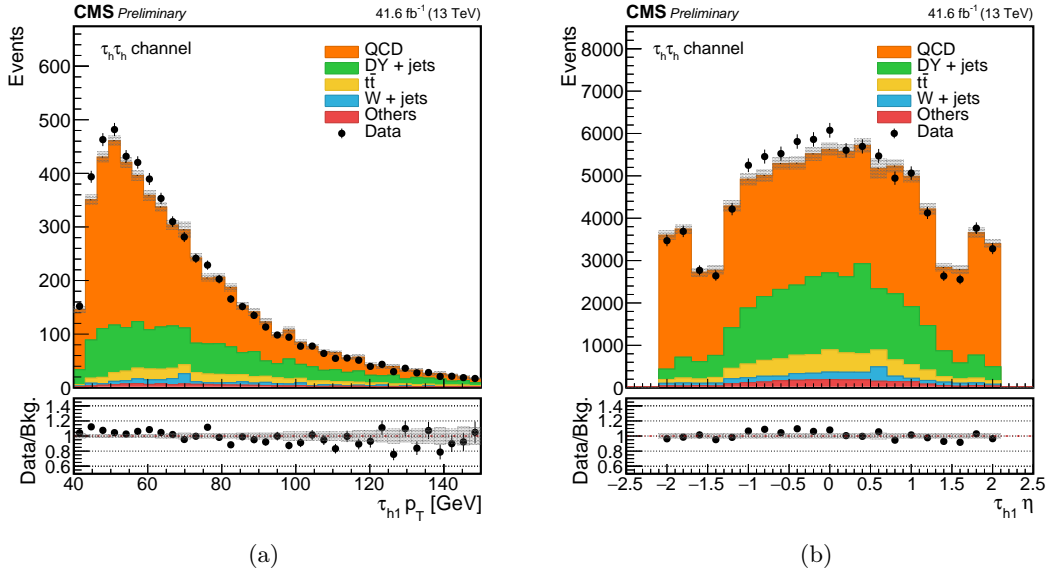 CMS Preliminary 41.6 fb⁻¹ (13 TeV)
τhτh channel
QCD
DY + jets
tt̄
W + jets
Others
Data
Events
600
500
400
300
200
100
0
Data/Bkg.
1.4
1.2
1
0.8
0.6
40 60 80 100 120 140
τh1 pT [GeV]
(a)
CMS Preliminary 41.6 fb⁻¹ (13 TeV)
τhτh channel
QCD
DY + jets
tt̄
W + jets
Others
Data
Events
8000
7000
6000
5000
4000
3000
2000
1000
0
Data/Bkg.
1.4
1.2
1
0.8
0.6
−2.5 −2 −1.5 −1 −0.5 0 0.5 1 1.5 2 2.5
τh1 η
(b)